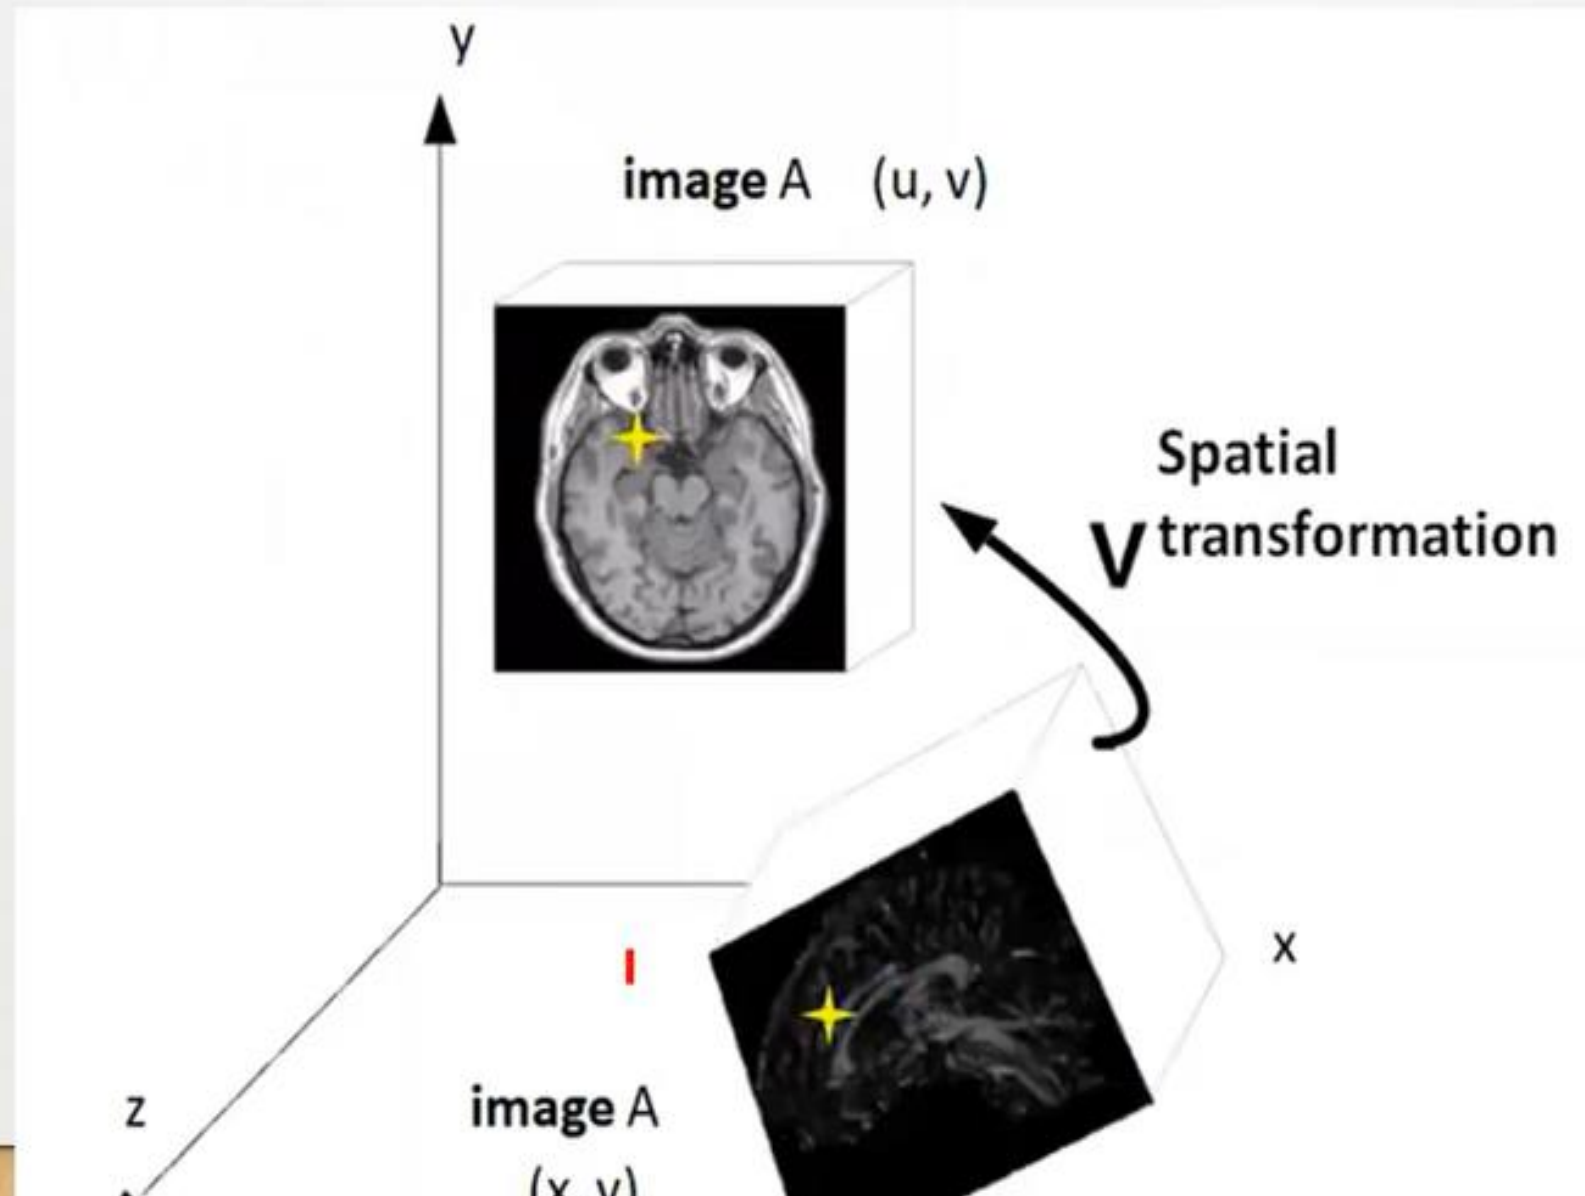 y
image A (u, v)
Spatial
V transformation
x
I
z
image A
(x, y)